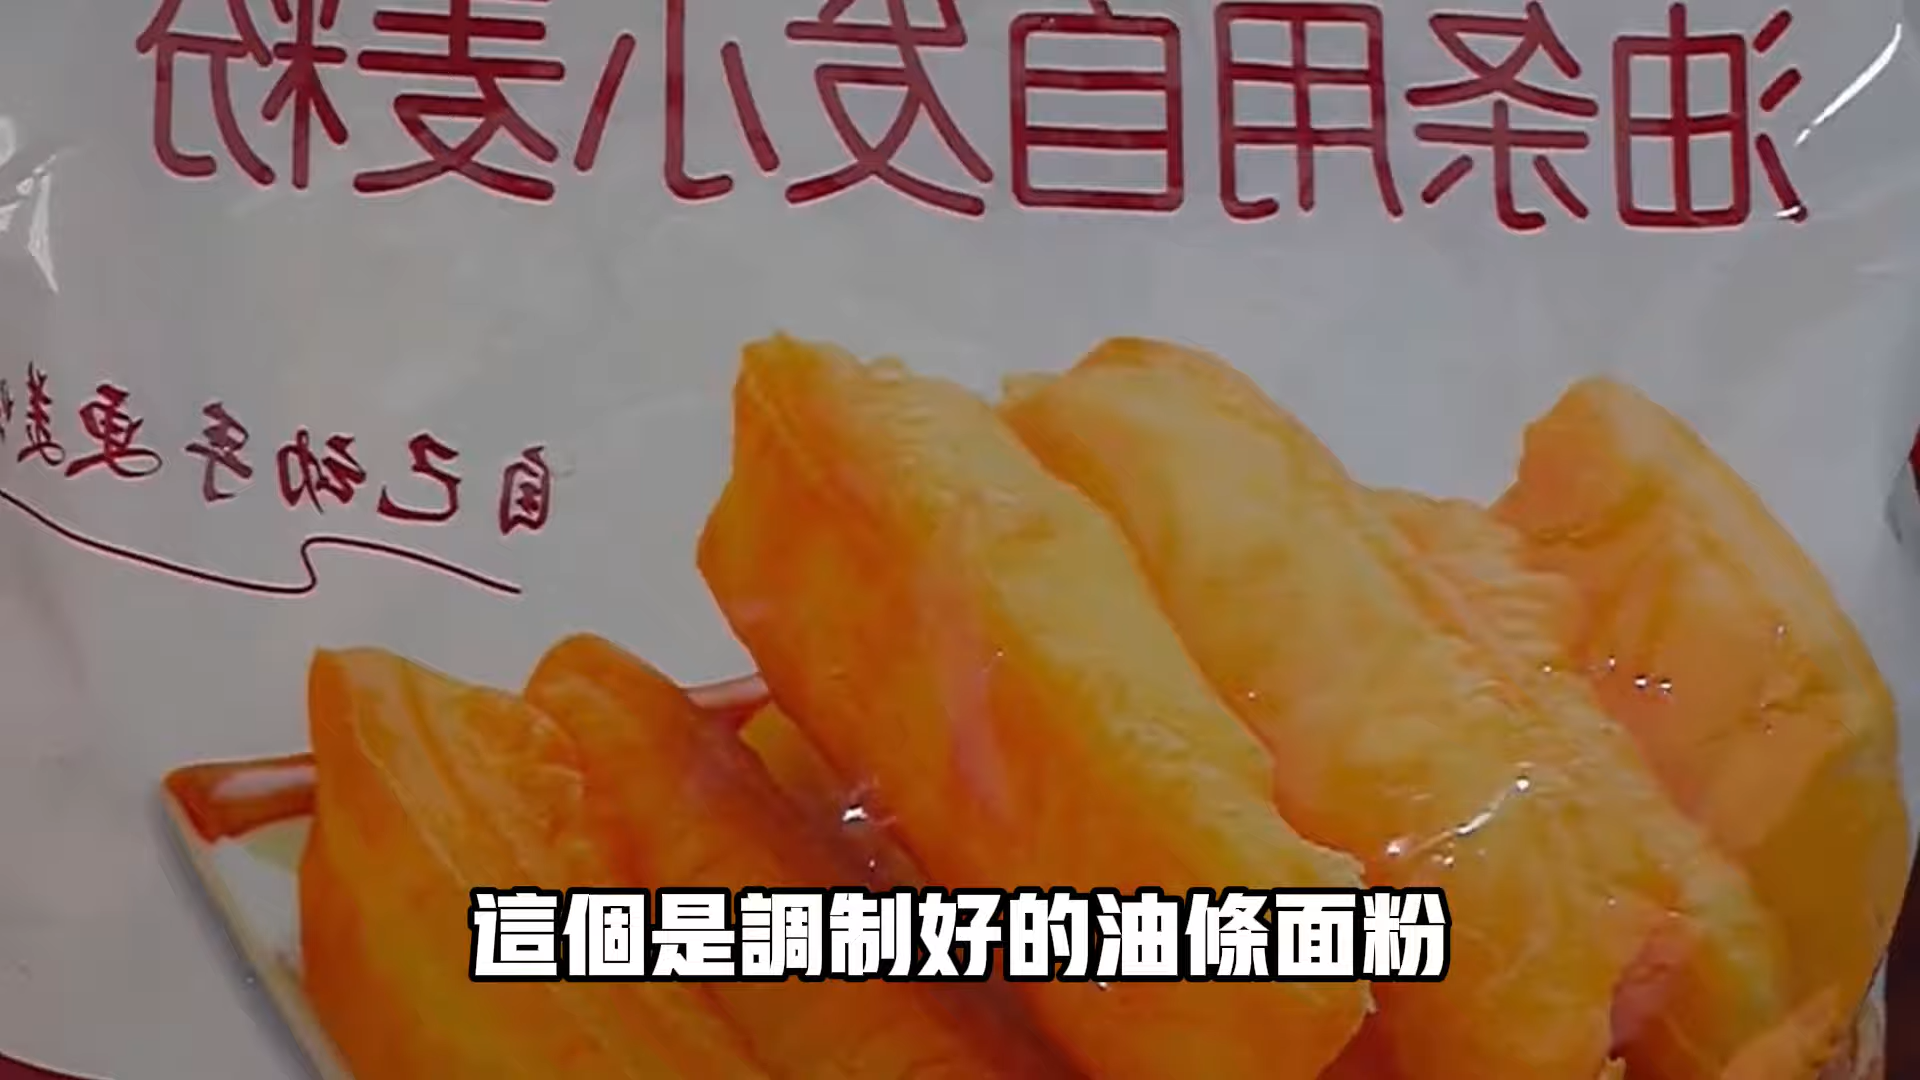 油条用自发小麦粉
自己动手更美
這個是調制好的油條面粉